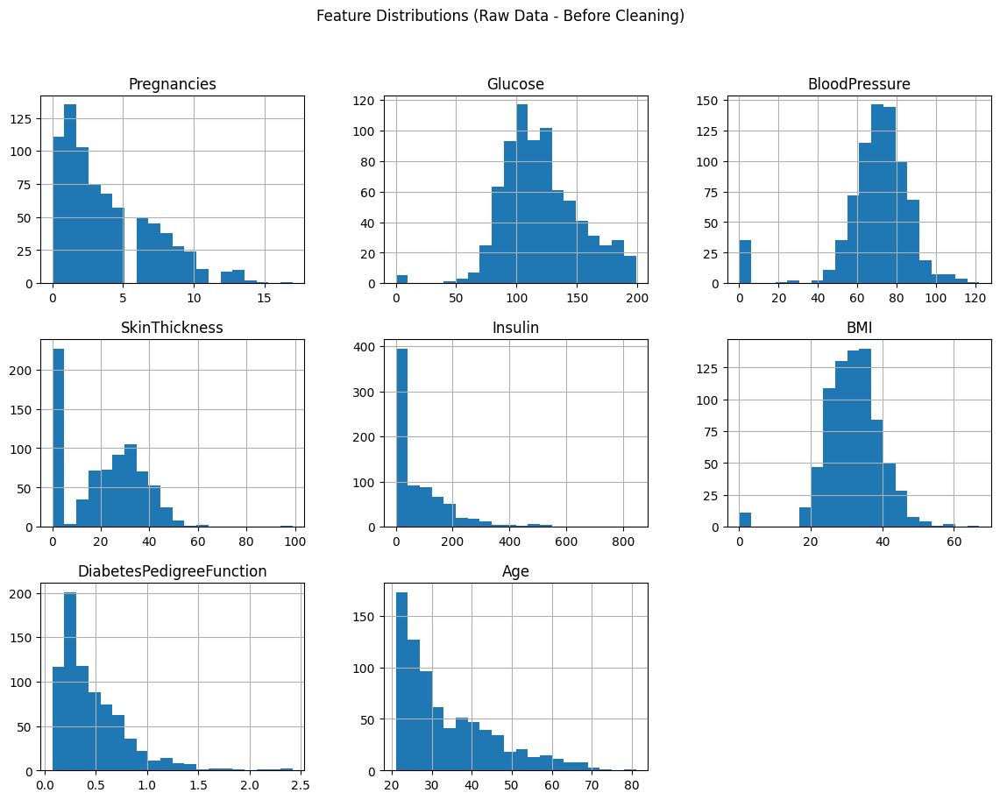 Feature Distributions (Raw Data - Before Cleaning)
Pregnancies
125
100
75
50
25
0
0 5 10 15
Glucose
120
100
80
60
40
20
0
0 50 100 150 200
BloodPressure
150
125
100
75
50
25
0
0 20 40 60 80 100 120
SkinThickness
200
150
100
50
0
0 20 40 60 80 100
Insulin
400
300
200
100
0
0 200 400 600 800
BMI
125
100
75
50
25
0
0 20 40 60
DiabetesPedigreeFunction
200
150
100
50
0
0.0 0.5 1.0 1.5 2.0 2.5
Age
150
100
50
0
20 30 40 50 60 70 80